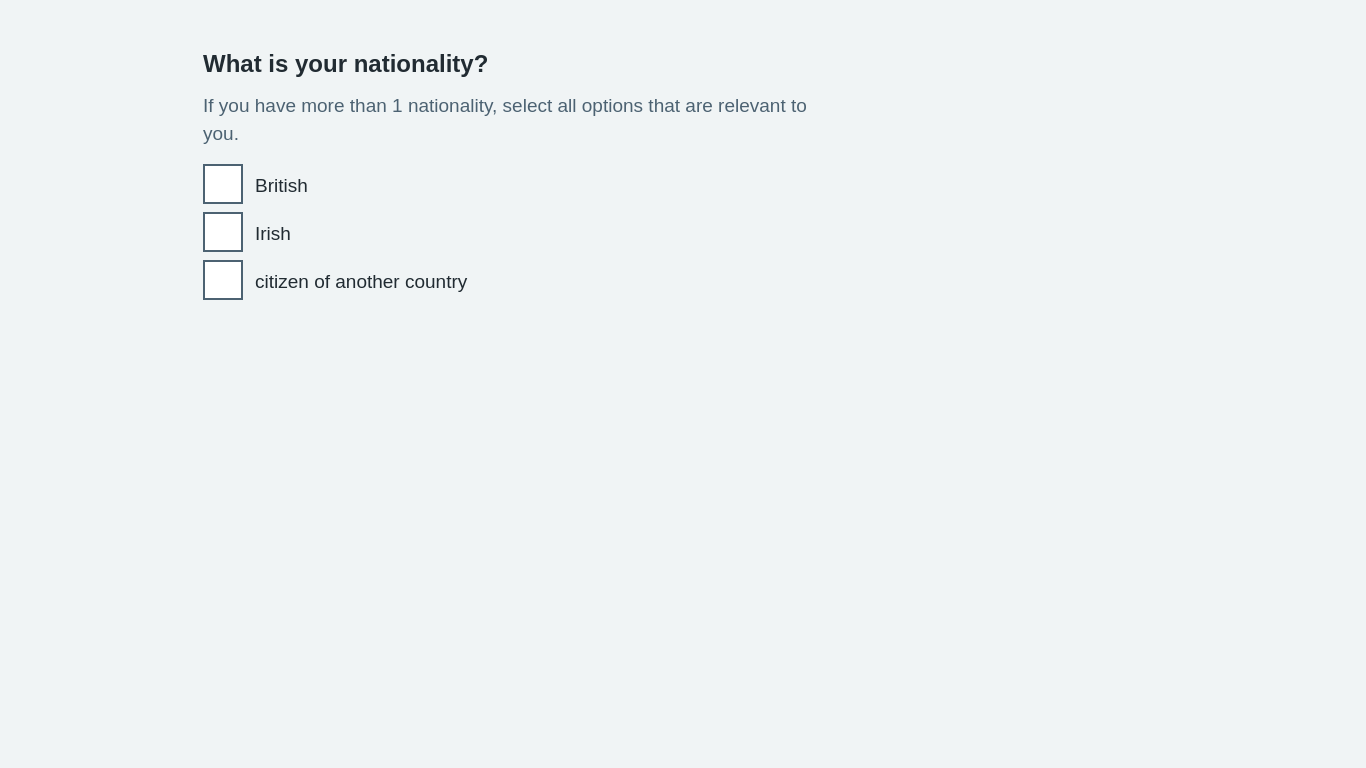 What is your nationality?
If you have more than 1 nationality, select all options that are relevant to
you.
British
Irish
citizen of another country